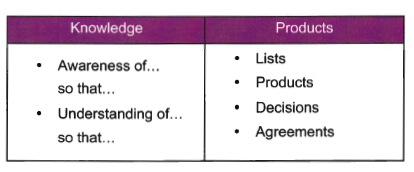 Knowledge
Products
• Awareness of...
so that...
• Understanding of...
so that...
• Lists
• Products
• Decisions
• Agreements